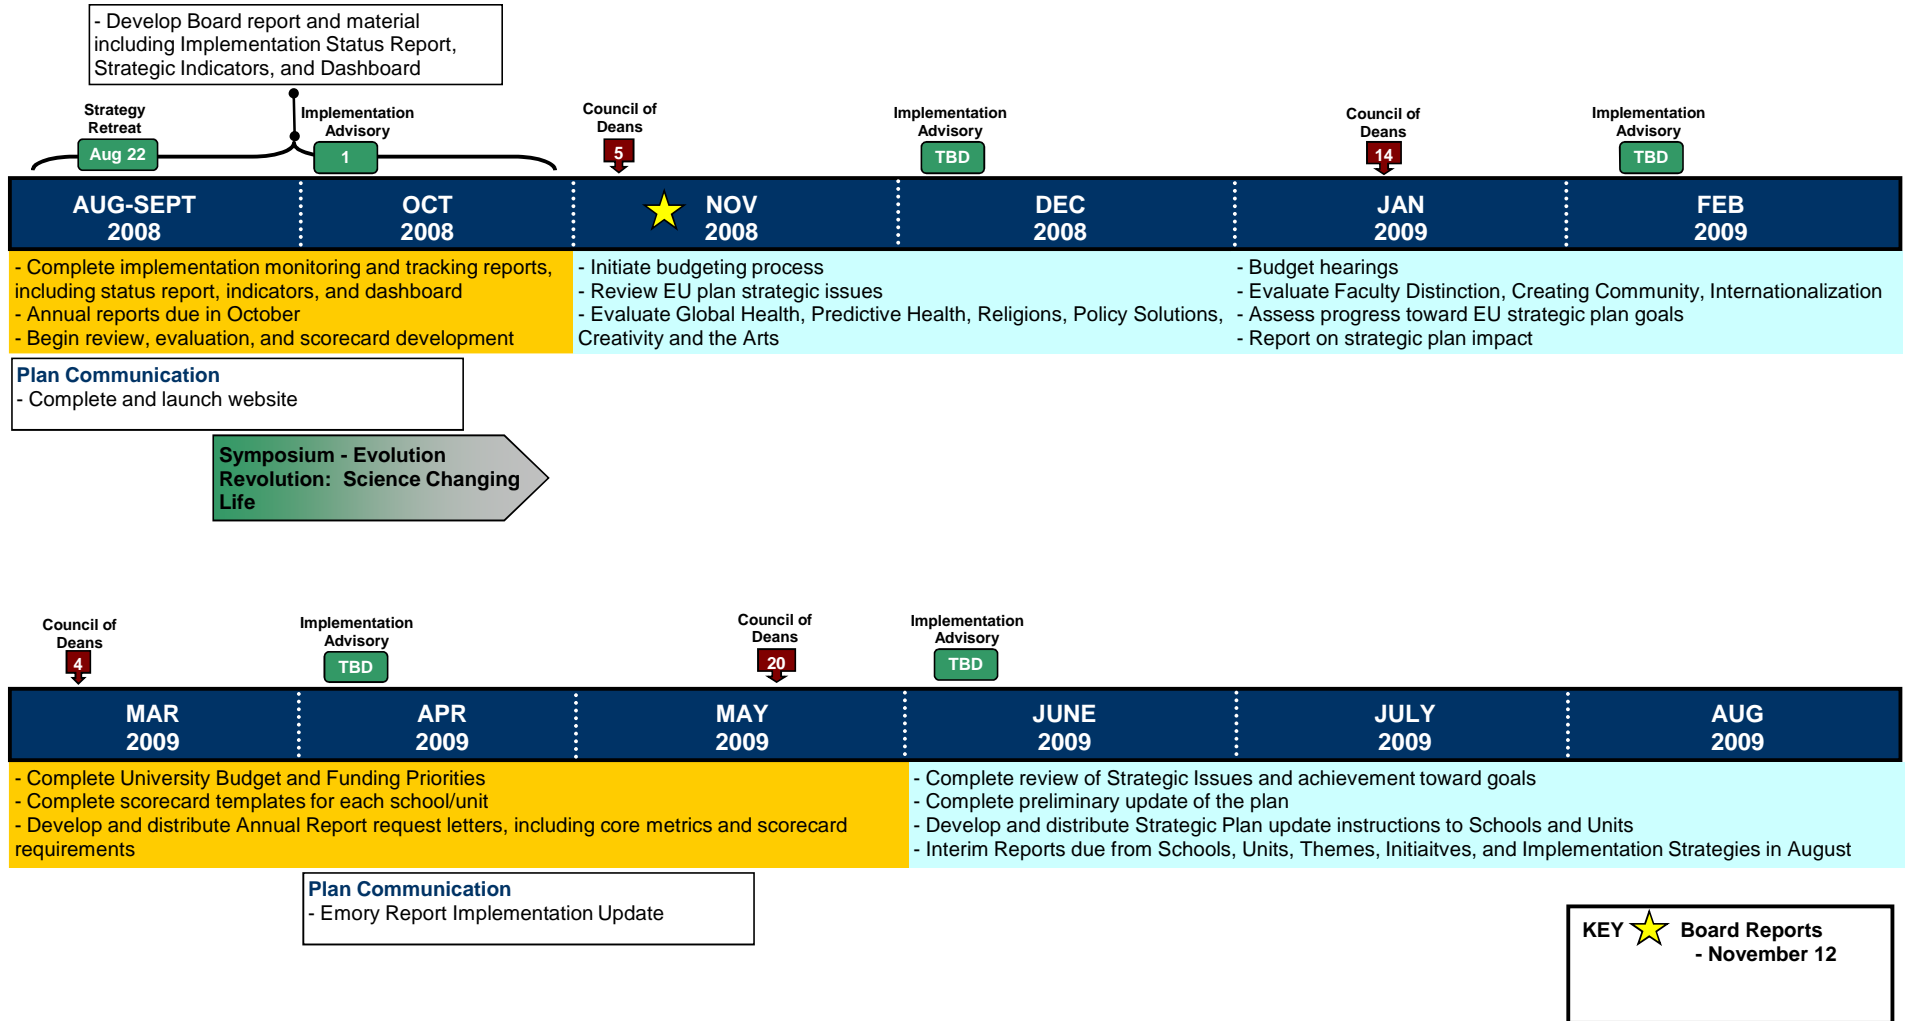 - Develop Board report and material
including Implementation Status Report,
Strategic Indicators, and Dashboard
Strategy
Retreat
Aug 22
Implementation
Advisory
1
Council of
Deans
5
Implementation
Advisory
TBD
Council of
Deans
14
Implementation
Advisory
TBD
AUG-SEPT
2008
OCT
2008
NOV
2008
DEC
2008
JAN
2009
FEB
2009
- Complete implementation monitoring and tracking reports,
including status report, indicators, and dashboard
- Annual reports due in October
- Begin review, evaluation, and scorecard development
- Initiate budgeting process
- Review EU plan strategic issues
- Evaluate Global Health, Predictive Health, Religions, Policy Solutions,
Creativity and the Arts
- Budget hearings
- Evaluate Faculty Distinction, Creating Community, Internationalization
- Assess progress toward EU strategic plan goals
- Report on strategic plan impact
Plan Communication
- Complete and launch website
Symposium - Evolution
Revolution: Science Changing
Life
Council of
Deans
4
Implementation
Advisory
TBD
Council of
Deans
20
Implementation
Advisory
TBD
MAR
2009
APR
2009
MAY
2009
JUNE
2009
JULY
2009
AUG
2009
- Complete University Budget and Funding Priorities
- Complete scorecard templates for each school/unit
- Develop and distribute Annual Report request letters, including core metrics and scorecard
requirements
- Complete review of Strategic Issues and achievement toward goals
- Complete preliminary update of the plan
- Develop and distribute Strategic Plan update instructions to Schools and Units
- Interim Reports due from Schools, Units, Themes, Initiaitves, and Implementation Strategies in August
Plan Communication
- Emory Report Implementation Update
KEY Board Reports
- November 12